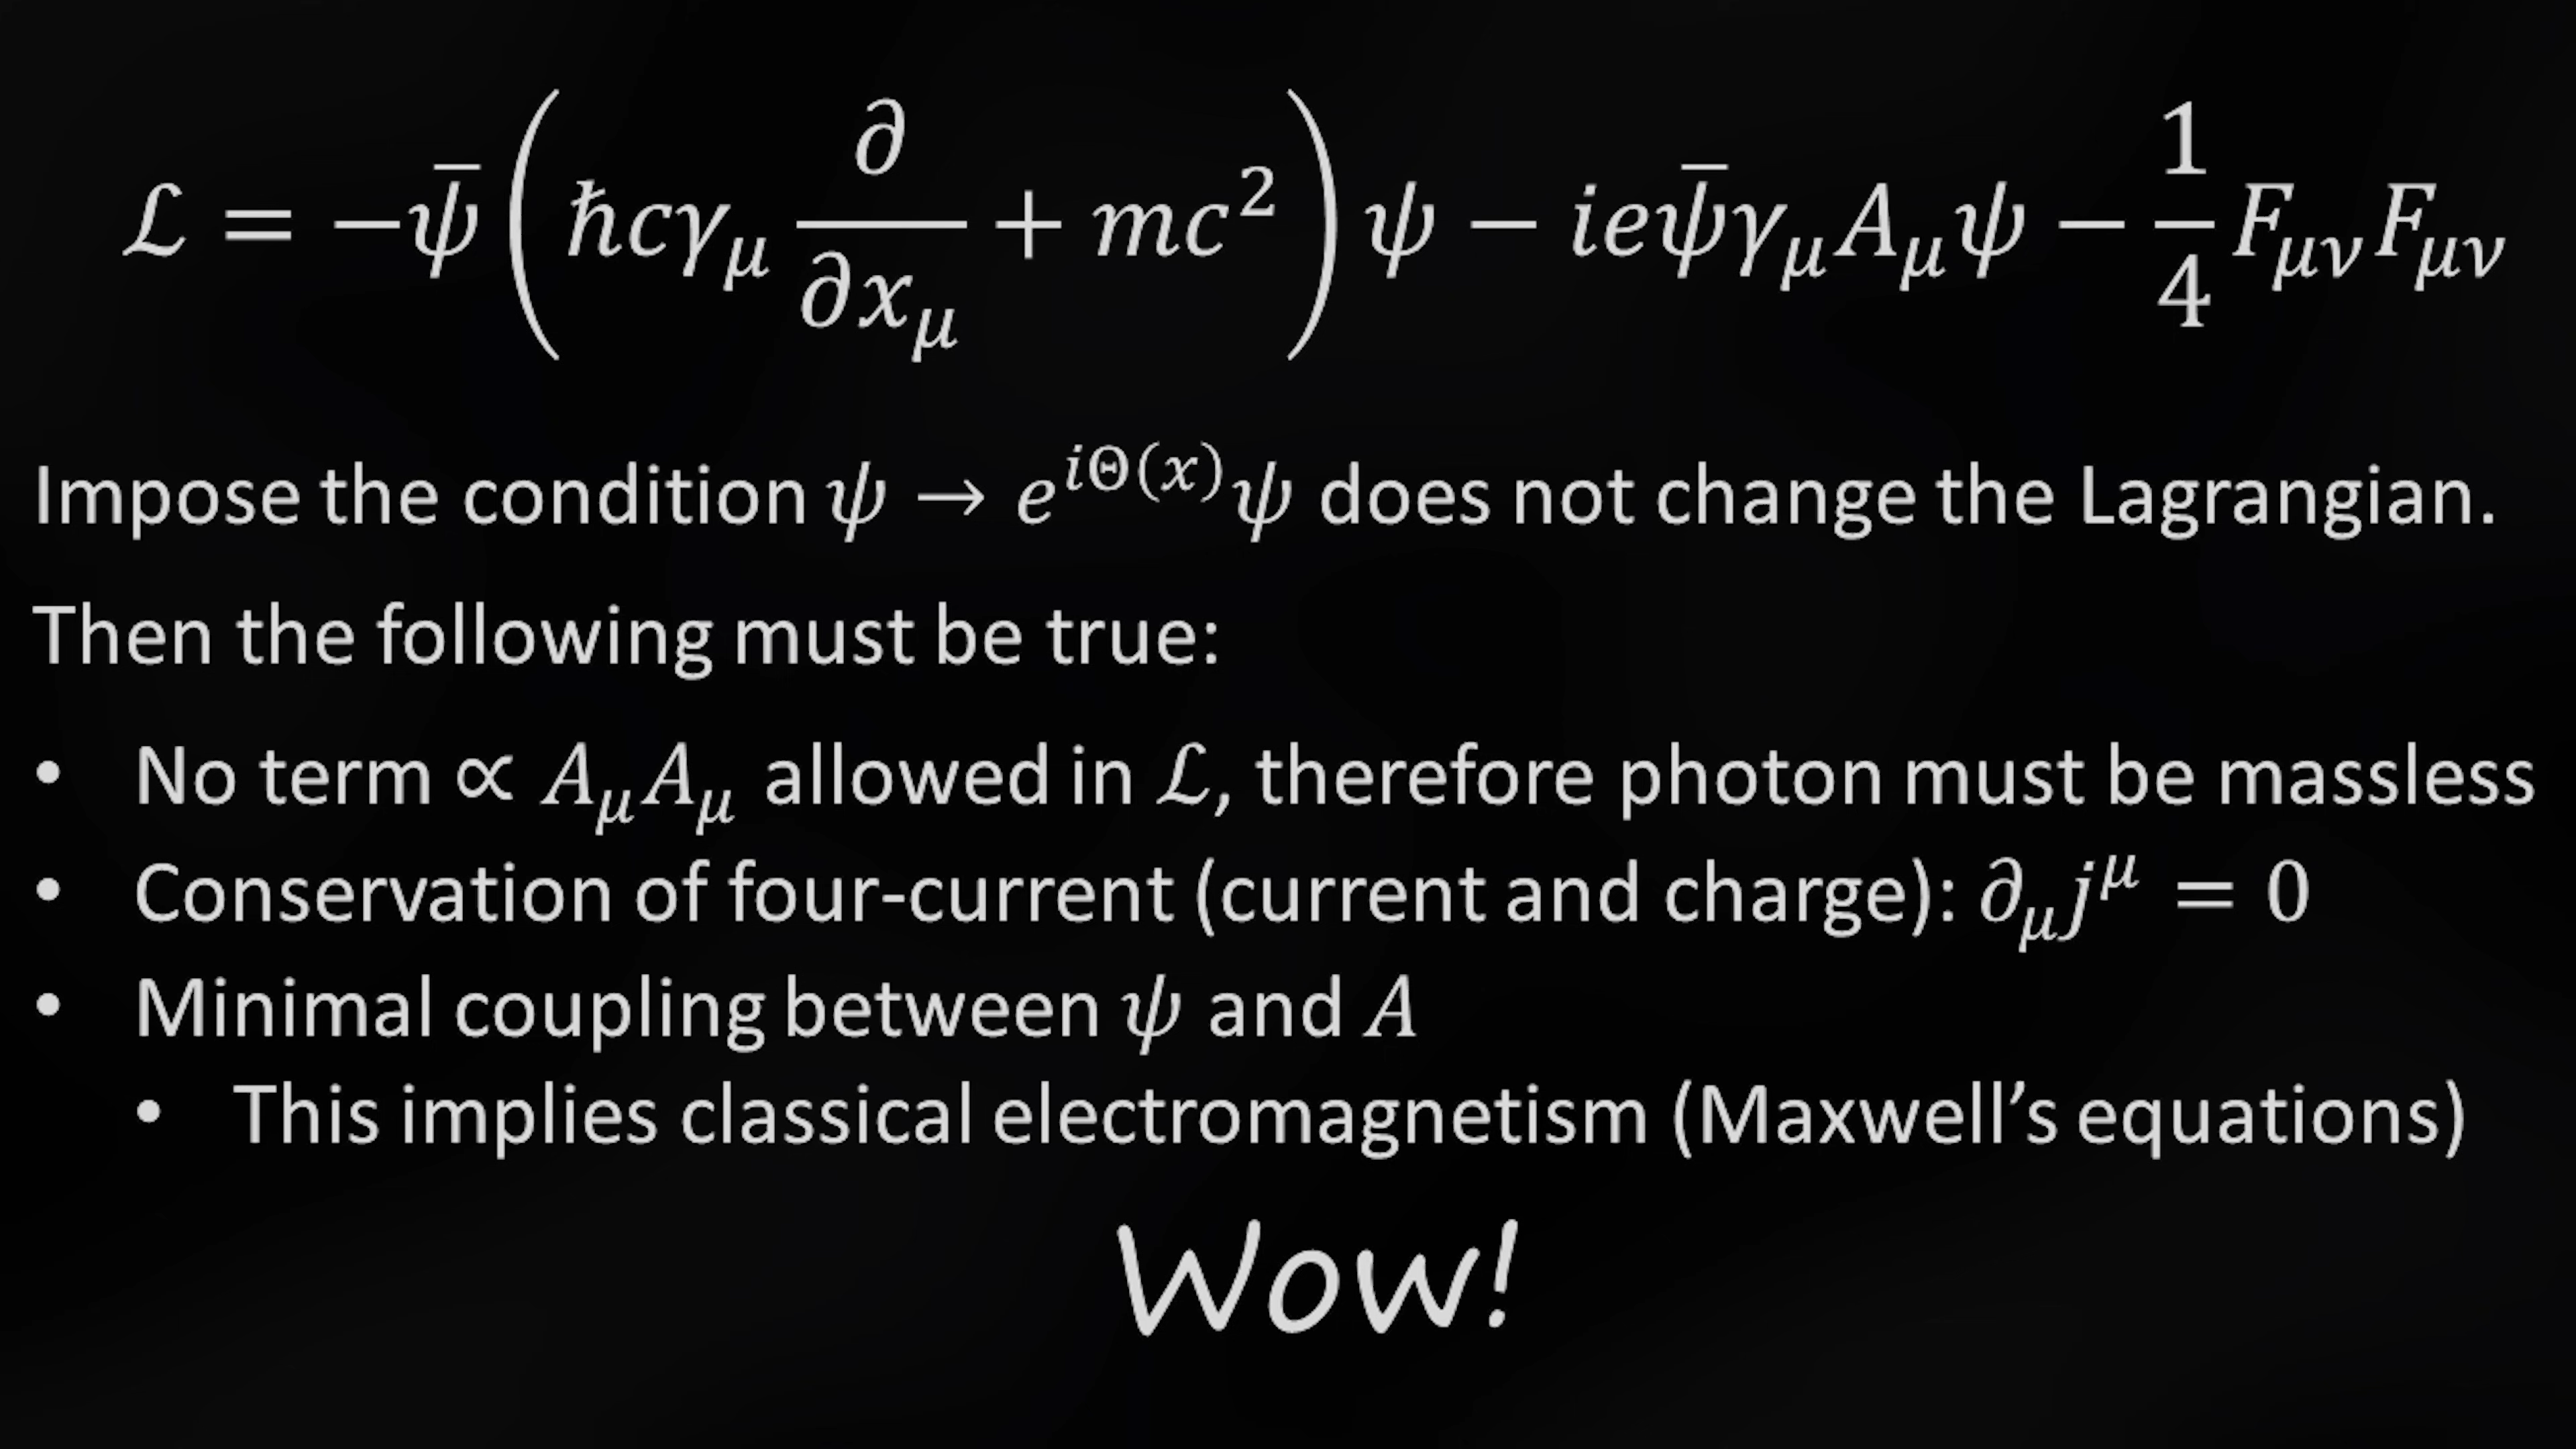 ℒ = −ψ̄ (ħcγ_μ ∂/∂x_μ + mc²) ψ − ieψ̄γ_μA_μψ − 1/4 F_μν F_μν
Impose the condition ψ → e^{iΘ(x)}ψ does not change the Lagrangian.
Then the following must be true:
• No term ∝ A_μA_μ allowed in ℒ, therefore photon must be massless
• Conservation of four-current (current and charge): ∂_μ j^μ = 0
• Minimal coupling between ψ and A
• This implies classical electromagnetism (Maxwell’s equations)
Wow!